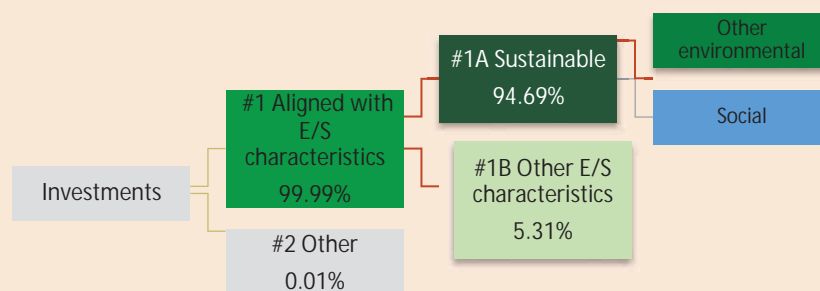 Investments
#1 Aligned with
E/S
characteristics
99.99%
#2 Other
0.01%
#1A Sustainable
94.69%
#1B Other E/S
characteristics
5.31%
Other
environmental
Social